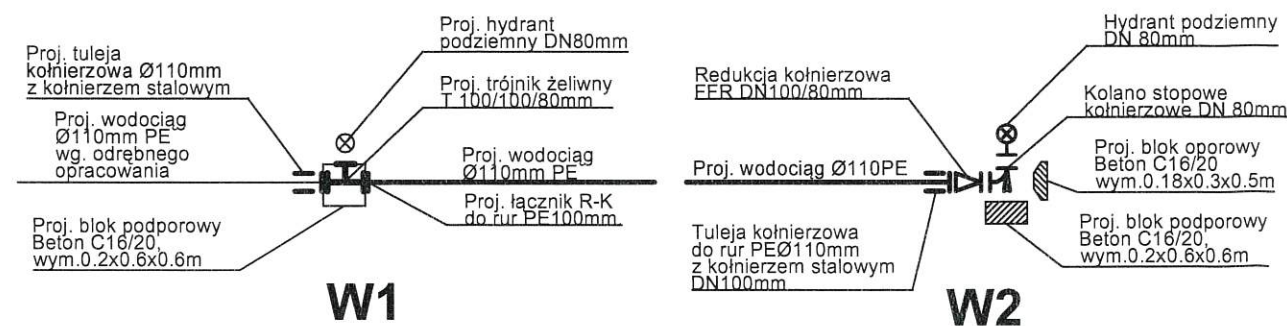 Proj. hydrant
podziemny DN80mm
Proj. tuleja
kołnierzowa Ø110mm
z kołnierzem stalowym
Proj. trójnik żeliwny
T 100/100/80mm
Proj. wodociąg
Ø110mm PE
wg. odrębnego
opracowania
Proj. wodociąg
Ø110mm PE
Proj. łącznik R-K
do rur PE100mm.
Proj. blok podporowy
Beton C16/20,
wym.0.2x0.6x0.6m
W1
Hydrant podziemny
DN 80mm
Redukcja kołnierzowa
FFR DN100/80mm
Kolano stopowe
kołnierzowe DN 80mm
Proj. wodociąg Ø110PE
Proj. blok oporowy
Beton C16/20
wym.0.18x0.3x0.5m
Tuleja kołnierzowa
do rur PEØ110mm
z kołnierzem stalowym
DN100mm
Proj. blok podporowy
Beton C16/20,
wym.0.2x0.6x0.6m
W2